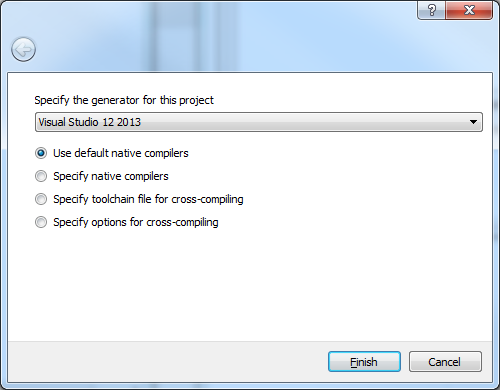 Specify the generator for this project
Visual Studio 12 2013
Use default native compilers
Specify native compilers
Specify toolchain file for cross-compiling
Specify options for cross-compiling
Finish
Cancel